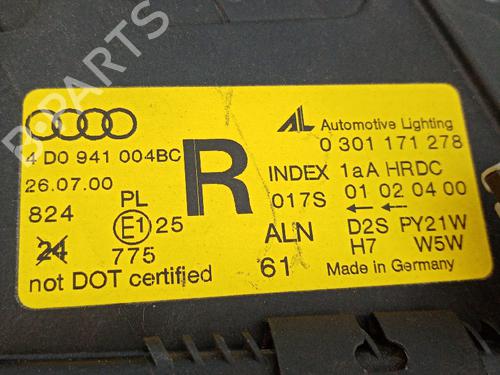 B-PARTS
AL Automotive Lighting
0 301 171 278
4 D0 941 004BC
R
INDEX 1aA HRDC
26.07.00
017S 01 02 04 00
824
PL
E1 25
← ←
ALN D2S PY21W
24
775
H7 W5W
not DOT certified
61
Made in Germany